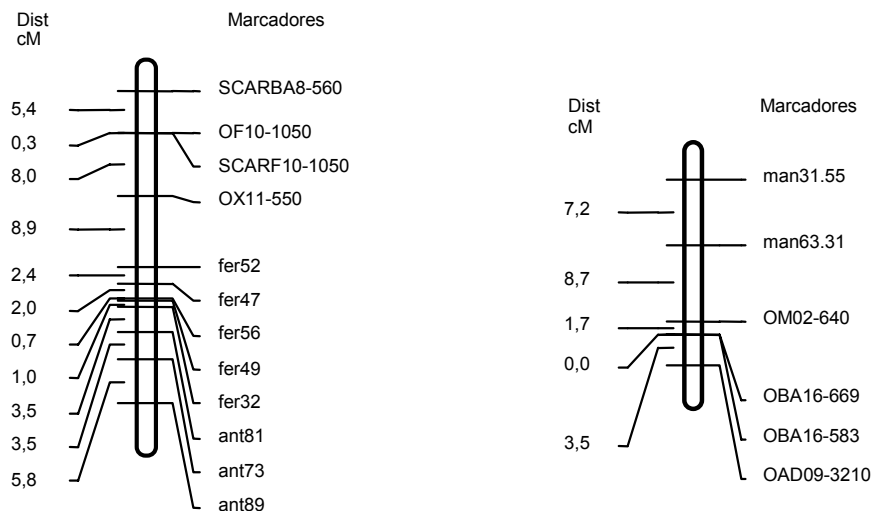 Dist
cM
Marcadores
SCARBA8-560
5,4
OF10-1050
0,3
SCARF10-1050
8,0
OX11-550
8,9
fer52
2,4
fer47
2,0
fer56
0,7
fer49
1,0
fer32
3,5
ant81
3,5
ant73
5,8
ant89
Dist
cM
Marcadores
man31.55
7,2
man63.31
8,7
OM02-640
1,7
0,0
OBA16-669
OBA16-583
3,5
OAD09-3210